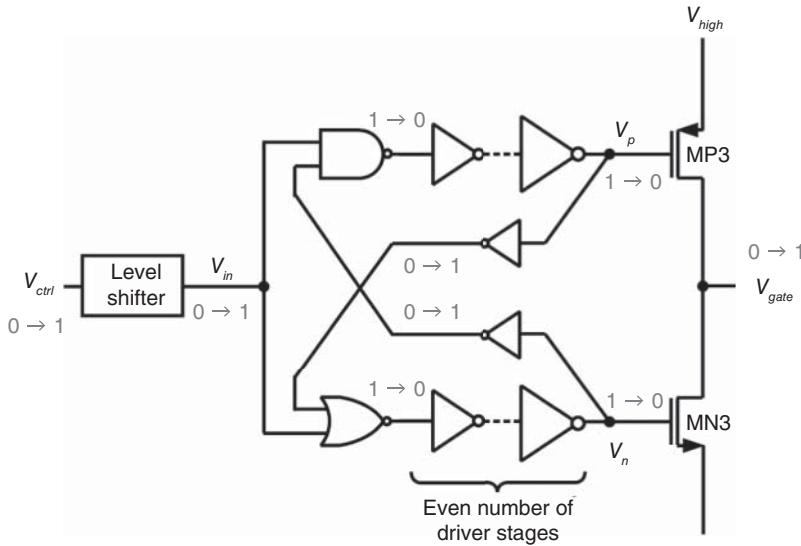 V_high
1 → 0
V_p
MP3
1 → 0
Level
shifter
V_ctrl
V_in
0 → 1
0 → 1
0 → 1
0 → 1
0 → 1
V_gate
1 → 0
1 → 0
MN3
V_n
Even number of
driver stages